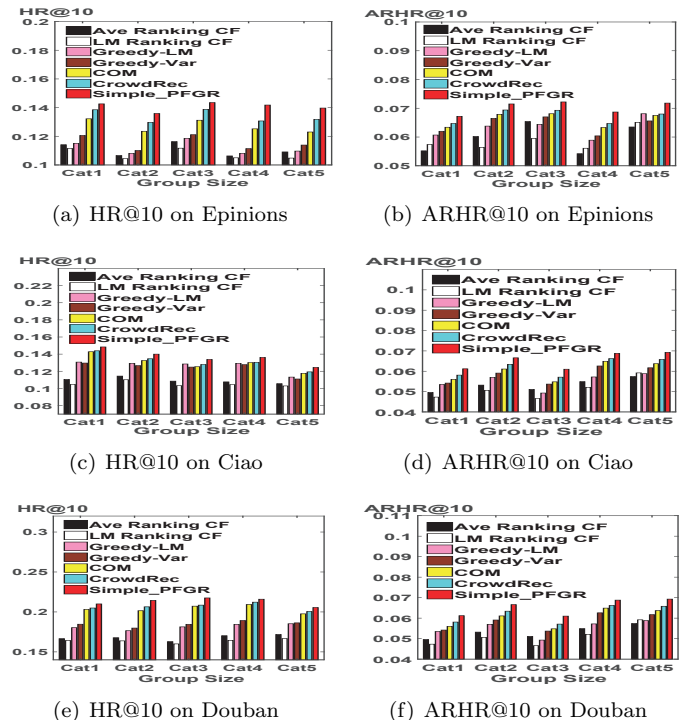 HR@10
0.2
0.18
0.16
0.14
0.12
0.1
Ave Ranking CF
LM Ranking CF
Greedy-LM
Greedy-Var
COM
CrowdRec
Simple_PFGR
Cat1 Cat2 Cat3 Cat4 Cat5
Group Size
(a) HR@10 on Epinions
ARHR@10
0.1
0.09
0.08
0.07
0.06
0.05
Ave Ranking CF
LM Ranking CF
Greedy-LM
Greedy-Var
COM
CrowdRec
Simple_PFGR
Cat1 Cat2 Cat3 Cat4 Cat5
Group Size
(b) ARHR@10 on Epinions
HR@10
0.22
0.2
0.18
0.16
0.14
0.12
0.1
0.08
Ave Ranking CF
LM Ranking CF
Greedy-LM
Greedy-Var
COM
CrowdRec
Simple_PFGR
Cat1 Cat2 Cat3 Cat4 Cat5
Group Size
(c) HR@10 on Ciao
ARHR@10
0.1
0.09
0.08
0.07
0.06
0.05
0.04
Ave Ranking CF
LM Ranking CF
Greedy-LM
Greedy-Var
COM
CrowdRec
Simple_PFGR
Cat1 Cat2 Cat3 Cat4 Cat5
Group Size
(d) ARHR@10 on Ciao
HR@10
0.3
0.25
0.2
0.15
Ave Ranking CF
LM Ranking CF
Greedy-LM
Greedy-Var
COM
CrowdRec
Simple_PFGR
Cat1 Cat2 Cat3 Cat4 Cat5
Group Size
(e) HR@10 on Douban
ARHR@10
0.11
0.1
0.09
0.08
0.07
0.06
0.05
0.04
Ave Ranking CF
LM Ranking CF
Greedy-LM
Greedy-Var
COM
CrowdRec
Simple_PFGR
Cat1 Cat2 Cat3 Cat4 Cat5
Group Size
(f) ARHR@10 on Douban